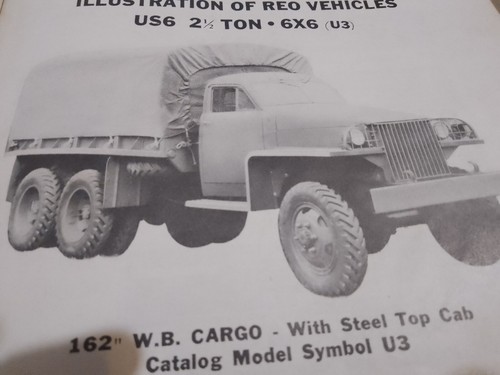 ILLUSTRATION OF REO VEHICLES
US6 2½ TON • 6X6 (U3)
162" W.B. CARGO - With Steel Top Cab
Catalog Model Symbol U3